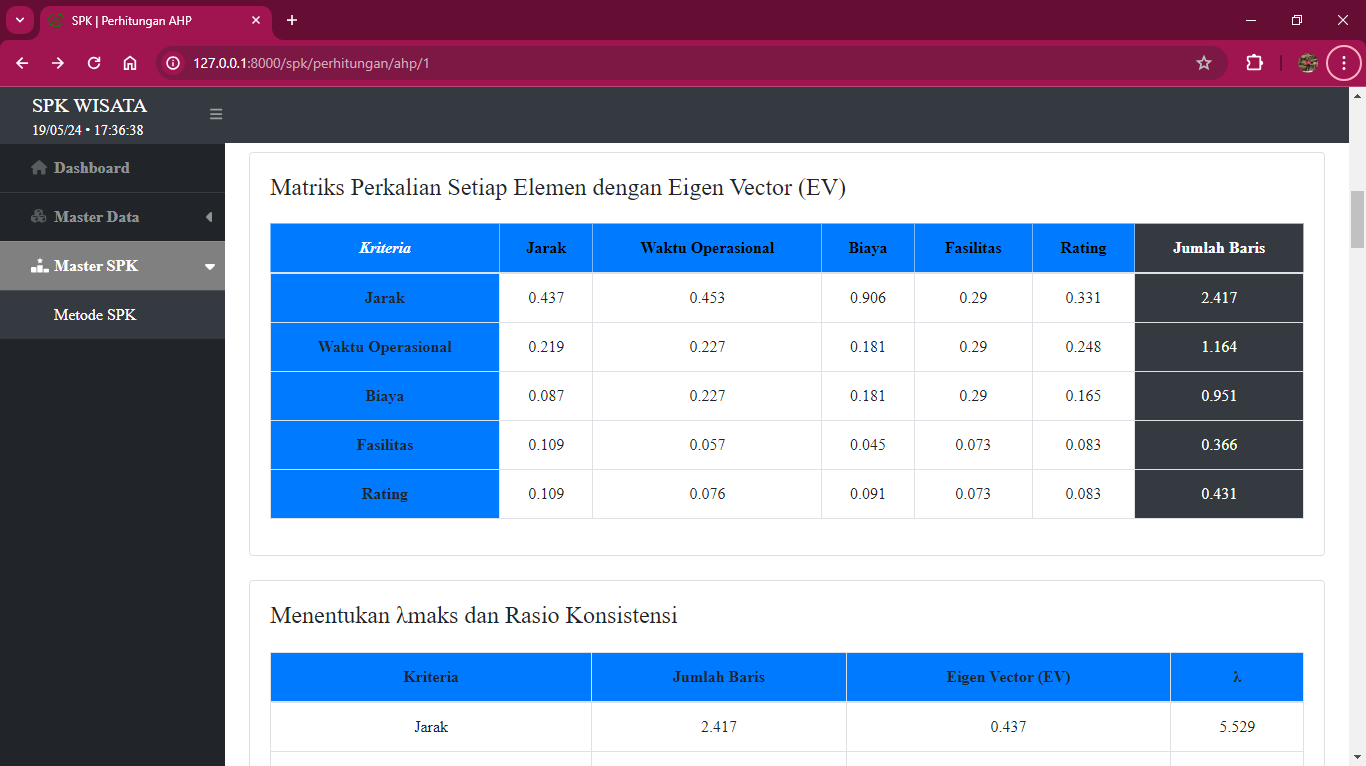 SPK | Perhitungan AHP
127.0.0.1:8000/spk/perhitungan/ahp/1
SPK WISATA
19/05/24 • 17:36:38
Dashboard
Master Data
Master SPK
Metode SPK
Matriks Perkalian Setiap Elemen dengan Eigen Vector (EV)
Kriteria Jarak Waktu Operasional Biaya Fasilitas Rating Jumlah Baris
Jarak 0.437 0.453 0.906 0.29 0.331 2.417
Waktu Operasional 0.219 0.227 0.181 0.29 0.248 1.164
Biaya 0.087 0.227 0.181 0.29 0.165 0.951
Fasilitas 0.109 0.057 0.045 0.073 0.083 0.366
Rating 0.109 0.076 0.091 0.073 0.083 0.431
Menentukan λmaks dan Rasio Konsistensi
Kriteria Jumlah Baris Eigen Vector (EV) λ
Jarak 2.417 0.437 5.529